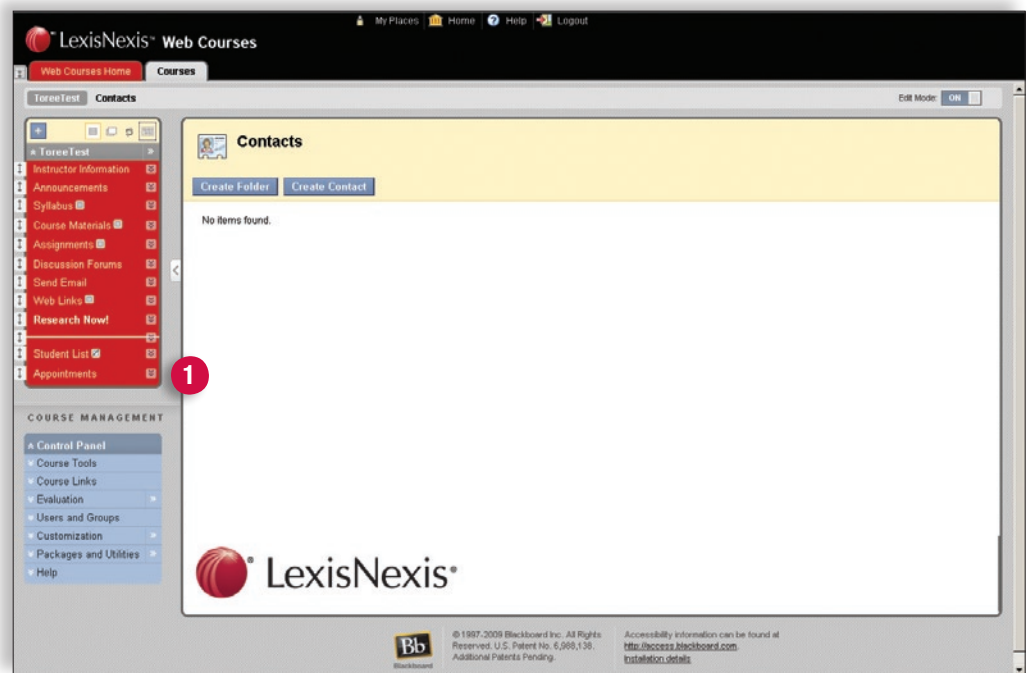 My Places Home Help Logout
LexisNexis™ Web Courses
Web Courses Home Courses
ToreeTest Contacts Edit Mode: ON
ToreeTest
Instructor Information
Announcements
Syllabus
Course Materials
Assignments
Discussion Forums
Send Email
Web Links
Research Now!
Student List
Appointments
1
COURSE MANAGEMENT
Control Panel
Course Tools
Course Links
Evaluation
Users and Groups
Customization
Packages and Utilities
Help
Contacts
Create Folder Create Contact
No items found.
LexisNexis®
Bb
Blackboard
© 1997-2009 Blackboard Inc. All Rights
Reserved. U.S. Patent No. 6,988,138.
Additional Patents Pending.
Accessibility information can be found at
http://access.blackboard.com.
Installation details